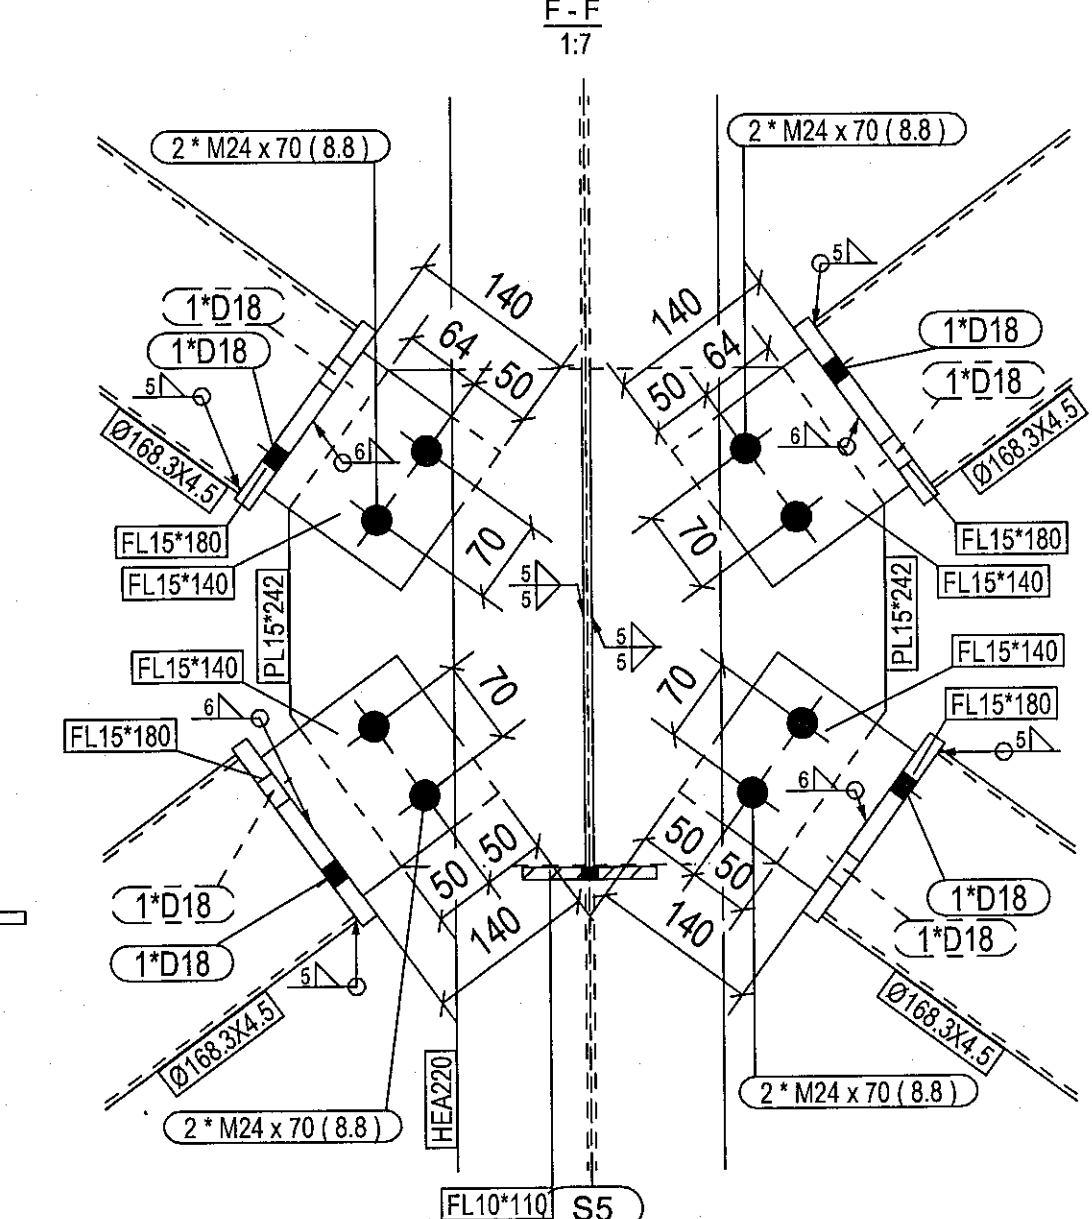 F - F
1:7
2 * M24 x 70 ( 8.8 )
2 * M24 x 70 ( 8.8 )
1*D18
1*D18
5
Ø168.3X4.5
FL15*180
FL15*140
PL15*242
6
140
64
50
70
140
64
50
70
5
1*D18
1*D18
6
Ø168.3X4.5
FL15*180
FL15*140
PL15*242
5
5
5
5
FL15*140
6
FL15*180
70
50
50
140
1*D18
1*D18
5
Ø168.3X4.5
2 * M24 x 70 ( 8.8 )
HEA220
70
50
50
140
FL15*140
FL15*180
5
6
1*D18
1*D18
Ø168.3X4.5
2 * M24 x 70 ( 8.8 )
FL10*110
S5